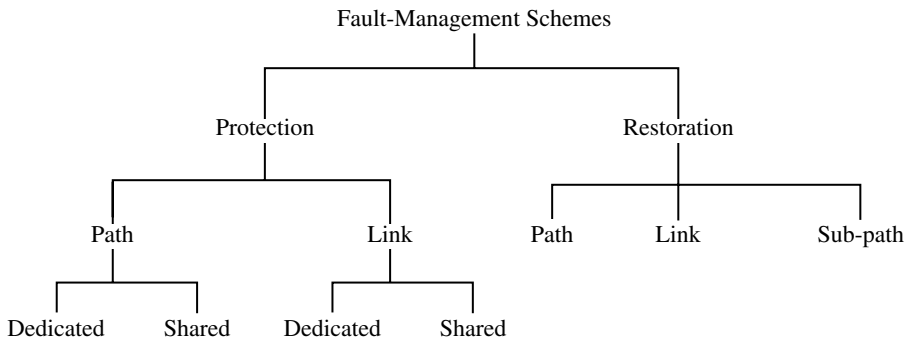 Fault-Management Schemes
Protection
Restoration
Path
Link
Path
Link
Sub-path
Dedicated
Shared
Dedicated
Shared